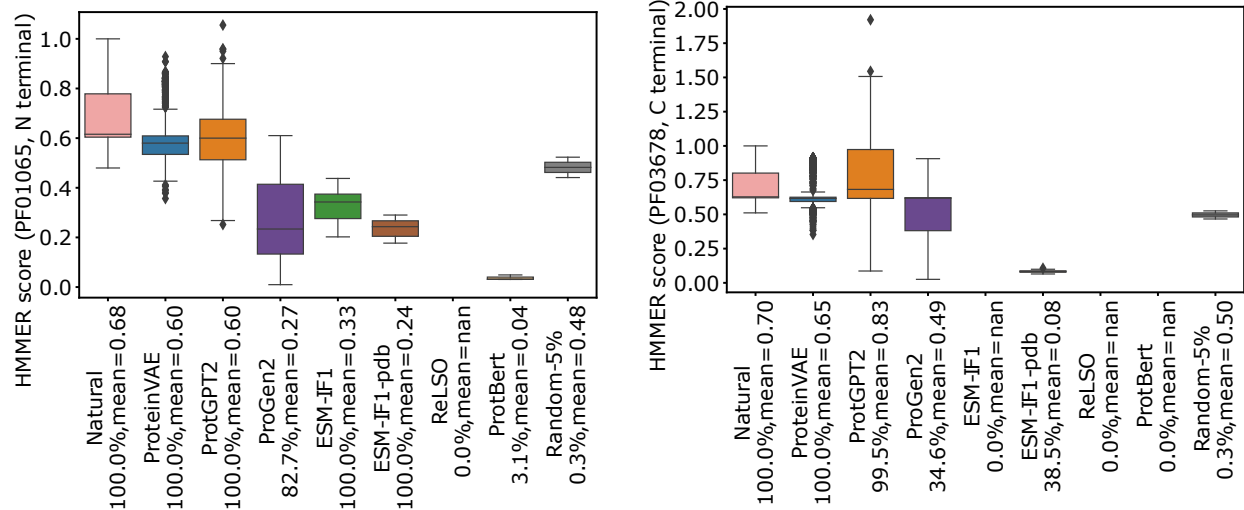 HMMER score (PF01065, N terminal)
1.0
0.8
0.6
0.4
0.2
0.0
Natural
100.0%,mean=0.68
ProteinVAE
100.0%,mean=0.60
ProtGPT2
100.0%,mean=0.60
ProGen2
82.7%,mean=0.27
ESM-IF1
100.0%,mean=0.33
ESM-IF1-pdb
100.0%,mean=0.24
ReLSO
0.0%,mean=nan
ProtBert
3.1%,mean=0.04
Random-5%
0.3%,mean=0.48
HMMER score (PF03678, C terminal)
2.00
1.75
1.50
1.25
1.00
0.75
0.50
0.25
0.00
Natural
100.0%,mean=0.70
ProteinVAE
100.0%,mean=0.65
ProtGPT2
99.5%,mean=0.83
ProGen2
34.6%,mean=0.49
ESM-IF1
0.0%,mean=nan
ESM-IF1-pdb
38.5%,mean=0.08
ReLSO
0.0%,mean=nan
ProtBert
0.0%,mean=nan
Random-5%
0.3%,mean=0.50